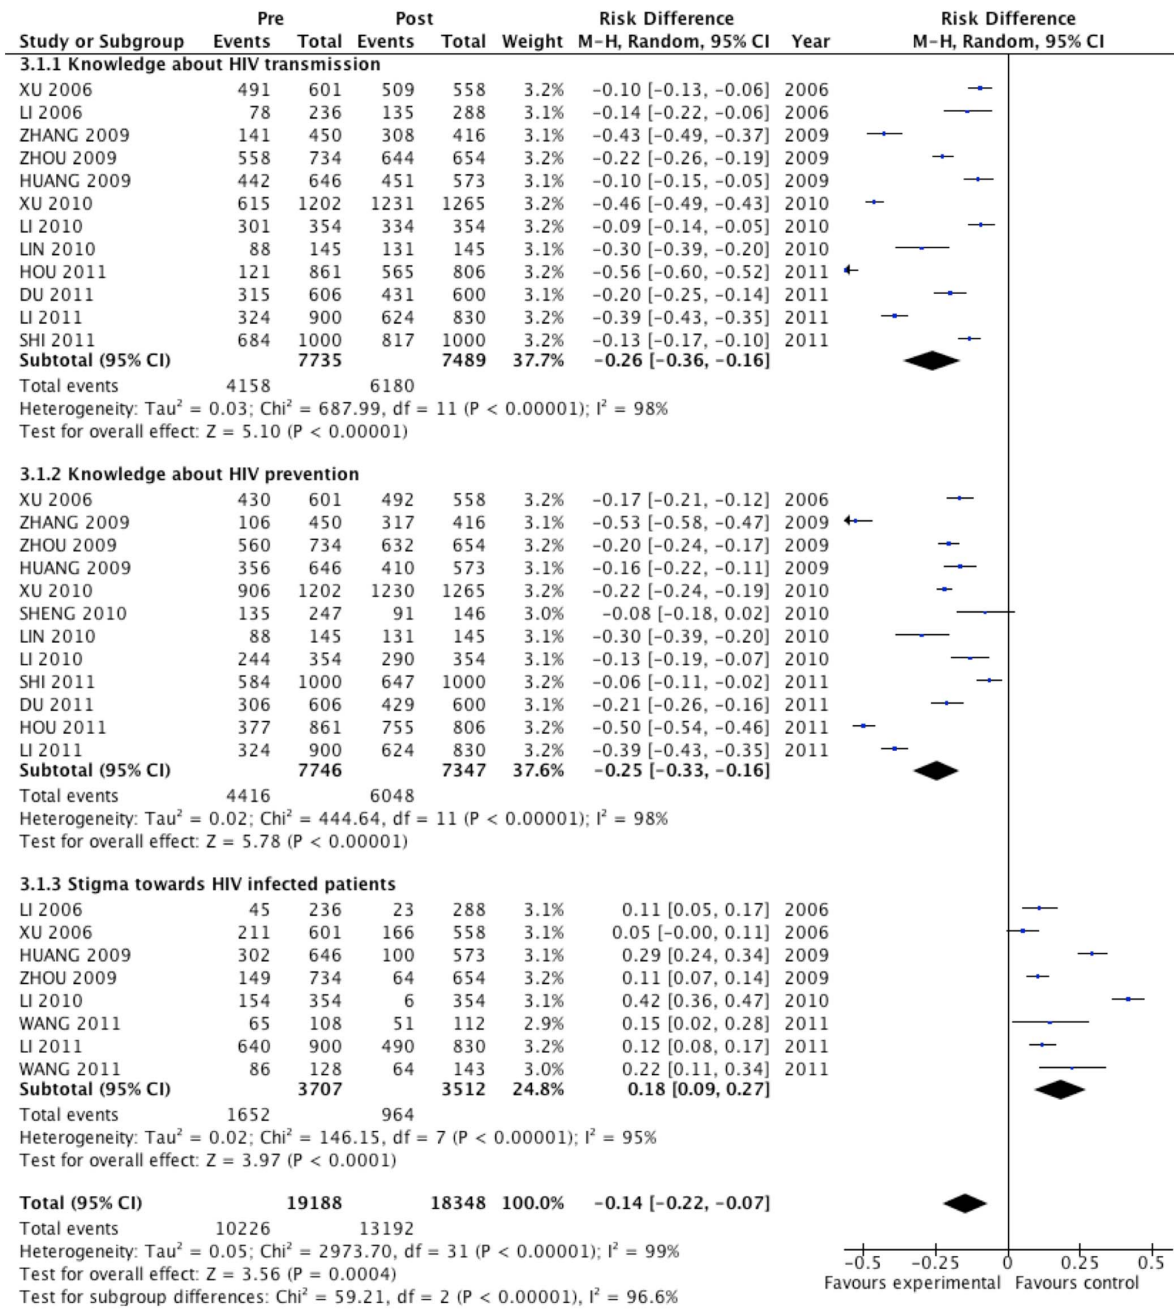 Pre Post Risk Difference Risk Difference
Study or Subgroup Events Total Events Total Weight M-H, Random, 95% CI Year M-H, Random, 95% CI
3.1.1 Knowledge about HIV transmission
XU 2006 491 601 509 558 3.2% -0.10 [-0.13, -0.06] 2006
LI 2006 78 236 135 288 3.1% -0.14 [-0.22, -0.06] 2006
ZHANG 2009 141 450 308 416 3.1% -0.43 [-0.49, -0.37] 2009
ZHOU 2009 558 734 644 654 3.2% -0.22 [-0.26, -0.19] 2009
HUANG 2009 442 646 451 573 3.1% -0.10 [-0.15, -0.05] 2009
XU 2010 615 1202 1231 1265 3.2% -0.46 [-0.49, -0.43] 2010
LI 2010 301 354 334 354 3.2% -0.09 [-0.14, -0.05] 2010
LIN 2010 88 145 131 145 3.1% -0.30 [-0.39, -0.20] 2010
HOU 2011 121 861 565 806 3.2% -0.56 [-0.60, -0.52] 2011
DU 2011 315 606 431 600 3.1% -0.20 [-0.25, -0.14] 2011
LI 2011 324 900 624 830 3.2% -0.39 [-0.43, -0.35] 2011
SHI 2011 684 1000 817 1000 3.2% -0.13 [-0.17, -0.10] 2011
Subtotal (95% CI) 7735 7489 37.7% -0.26 [-0.36, -0.16]
Total events 4158 6180
Heterogeneity: Tau² = 0.03; Chi² = 687.99, df = 11 (P < 0.00001); I² = 98%
Test for overall effect: Z = 5.10 (P < 0.00001)
3.1.2 Knowledge about HIV prevention
XU 2006 430 601 492 558 3.2% -0.17 [-0.21, -0.12] 2006
ZHANG 2009 106 450 317 416 3.1% -0.53 [-0.58, -0.47] 2009
ZHOU 2009 560 734 632 654 3.2% -0.20 [-0.24, -0.17] 2009
HUANG 2009 356 646 410 573 3.1% -0.16 [-0.22, -0.11] 2009
XU 2010 906 1202 1230 1265 3.2% -0.22 [-0.24, -0.19] 2010
SHENG 2010 135 247 91 146 3.0% -0.08 [-0.18, 0.02] 2010
LIN 2010 88 145 131 145 3.1% -0.30 [-0.39, -0.20] 2010
LI 2010 244 354 290 354 3.1% -0.13 [-0.19, -0.07] 2010
SHI 2011 584 1000 647 1000 3.2% -0.06 [-0.11, -0.02] 2011
DU 2011 306 606 429 600 3.1% -0.21 [-0.26, -0.16] 2011
HOU 2011 377 861 755 806 3.2% -0.50 [-0.54, -0.46] 2011
LI 2011 324 900 624 830 3.2% -0.39 [-0.43, -0.35] 2011
Subtotal (95% CI) 7746 7347 37.6% -0.25 [-0.33, -0.16]
Total events 4416 6048
Heterogeneity: Tau² = 0.02; Chi² = 444.64, df = 11 (P < 0.00001); I² = 98%
Test for overall effect: Z = 5.78 (P < 0.00001)
3.1.3 Stigma towards HIV infected patients
LI 2006 45 236 23 288 3.1% 0.11 [0.05, 0.17] 2006
XU 2006 211 601 166 558 3.1% 0.05 [-0.00, 0.11] 2006
HUANG 2009 302 646 100 573 3.1% 0.29 [0.24, 0.34] 2009
ZHOU 2009 149 734 64 654 3.2% 0.11 [0.07, 0.14] 2009
LI 2010 154 354 6 354 3.1% 0.42 [0.36, 0.47] 2010
WANG 2011 65 108 51 112 2.9% 0.15 [0.02, 0.28] 2011
LI 2011 640 900 490 830 3.2% 0.12 [0.08, 0.17] 2011
WANG 2011 86 128 64 143 3.0% 0.22 [0.11, 0.34] 2011
Subtotal (95% CI) 3707 3512 24.8% 0.18 [0.09, 0.27]
Total events 1652 964
Heterogeneity: Tau² = 0.02; Chi² = 146.15, df = 7 (P < 0.00001); I² = 95%
Test for overall effect: Z = 3.97 (P < 0.0001)
Total (95% CI) 19188 18348 100.0% -0.14 [-0.22, -0.07]
Total events 10226 13192
Heterogeneity: Tau² = 0.05; Chi² = 2973.70, df = 31 (P < 0.00001); I² = 99%
Test for overall effect: Z = 3.56 (P = 0.0004)
Test for subgroup differences: Chi² = 59.21, df = 2 (P < 0.00001), I² = 96.6%
-0.5 -0.25 0 0.25 0.5
Favours experimental Favours control